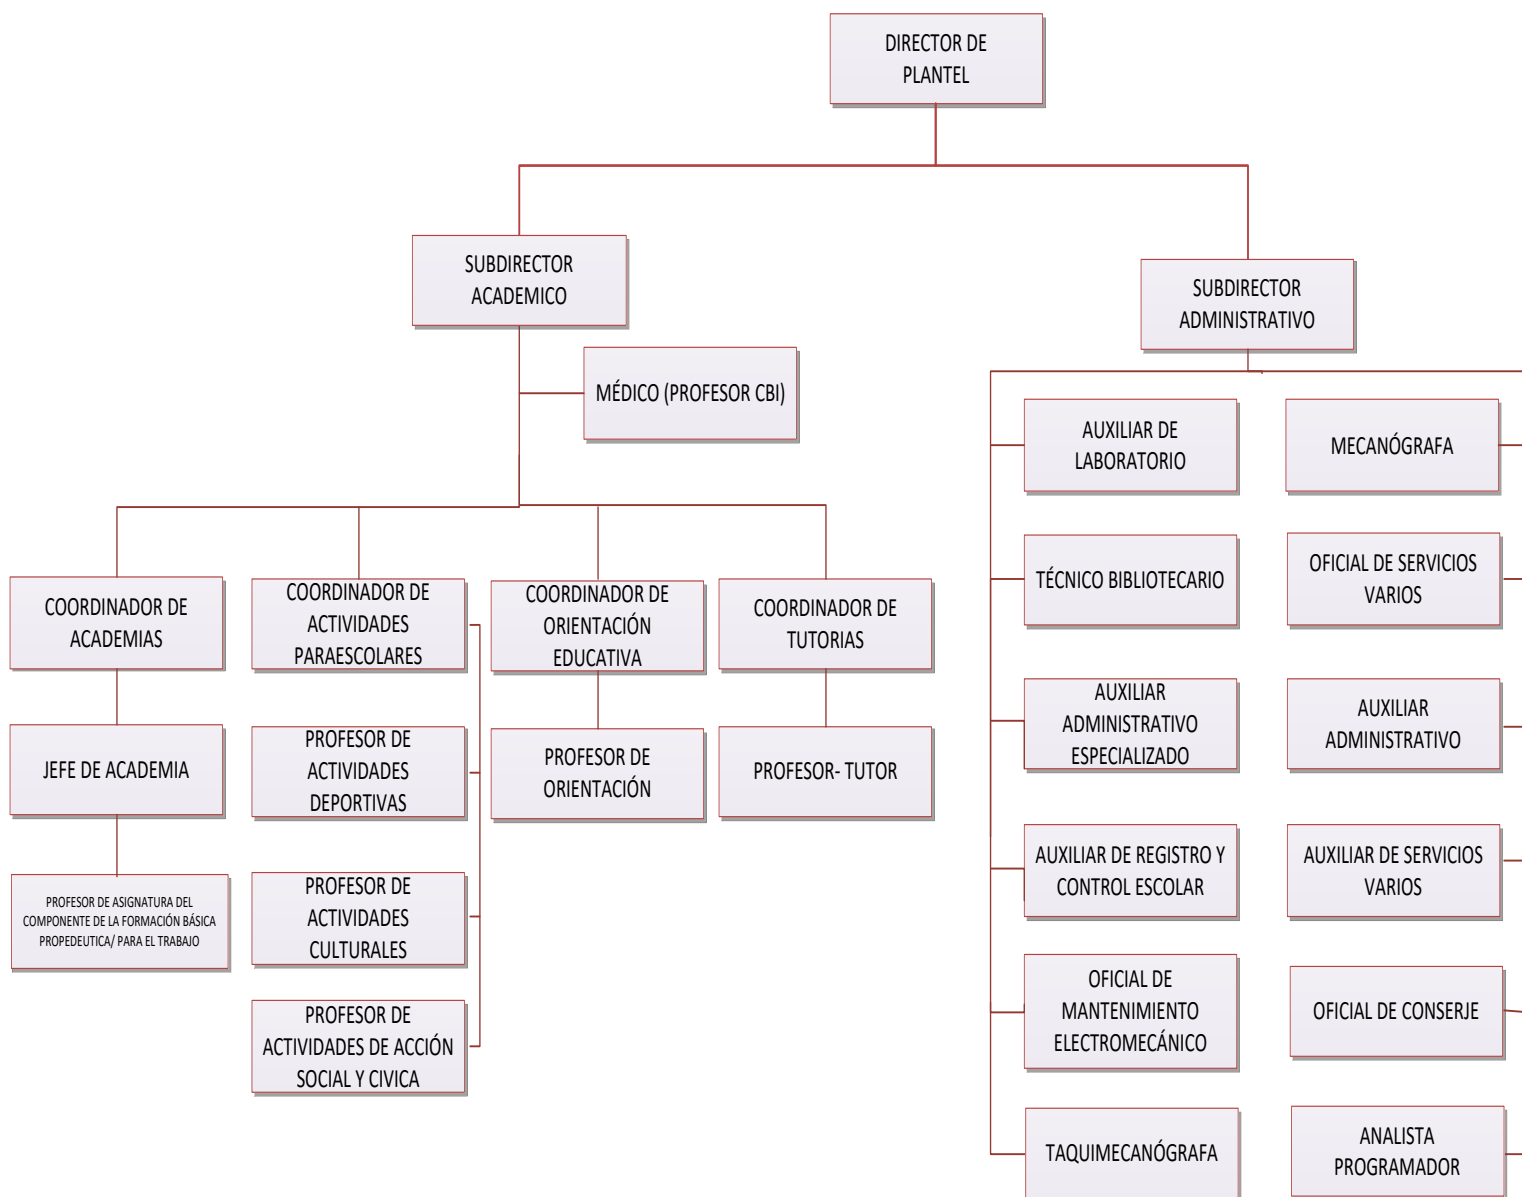 DIRECTOR DE
PLANTEL
SUBDIRECTOR
ACADEMICO
SUBDIRECTOR
ADMINISTRATIVO
MÉDICO (PROFESOR CBI)
COORDINADOR DE
ACADEMIAS
JEFE DE ACADEMIA
PROFESOR DE ASIGNATURA DEL
COMPONENTE DE LA FORMACIÓN BÁSICA
PROPEDEUTICA/ PARA EL TRABAJO
COORDINADOR DE
ACTIVIDADES
PARAESCOLARES
PROFESOR DE
ACTIVIDADES
DEPORTIVAS
PROFESOR DE
ACTIVIDADES
CULTURALES
PROFESOR DE
ACTIVIDADES DE ACCIÓN
SOCIAL Y CIVICA
COORDINADOR DE
ORIENTACIÓN
EDUCATIVA
PROFESOR DE
ORIENTACIÓN
COORDINADOR DE
TUTORIAS
PROFESOR- TUTOR
AUXILIAR DE
LABORATORIO
TÉCNICO BIBLIOTECARIO
AUXILIAR
ADMINISTRATIVO
ESPECIALIZADO
AUXILIAR DE REGISTRO Y
CONTROL ESCOLAR
OFICIAL DE
MANTENIMIENTO
ELECTROMECÁNICO
TAQUIMECANÓGRAFA
MECANÓGRAFA
OFICIAL DE SERVICIOS
VARIOS
AUXILIAR
ADMINISTRATIVO
AUXILIAR DE SERVICIOS
VARIOS
OFICIAL DE CONSERJE
ANALISTA
PROGRAMADOR